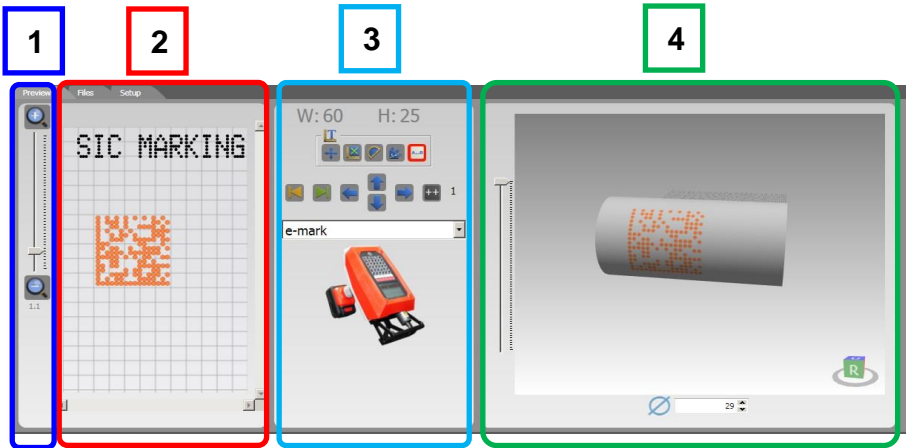 1
2
3
4
Preview
Files
Setup
W: 60 H: 25
SIC MARKING
++ 1
e-mark
1.1
R
29